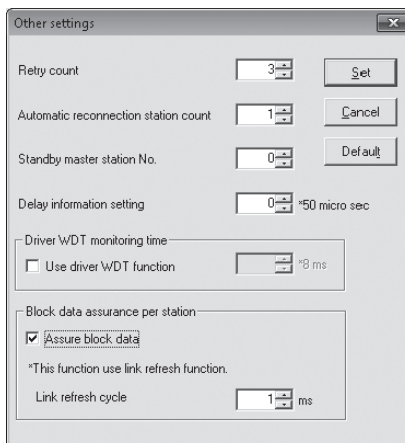 Other settings
Retry count 3 Set
Automatic reconnection station count 1 Cancel
Standby master station No. 0 Default
Delay information setting 0 *50 micro sec
Driver WDT monitoring time
Use driver WDT function *8 ms
Block data assurance per station
Assure block data
*This function use link refresh function.
Link refresh cycle 1 ms